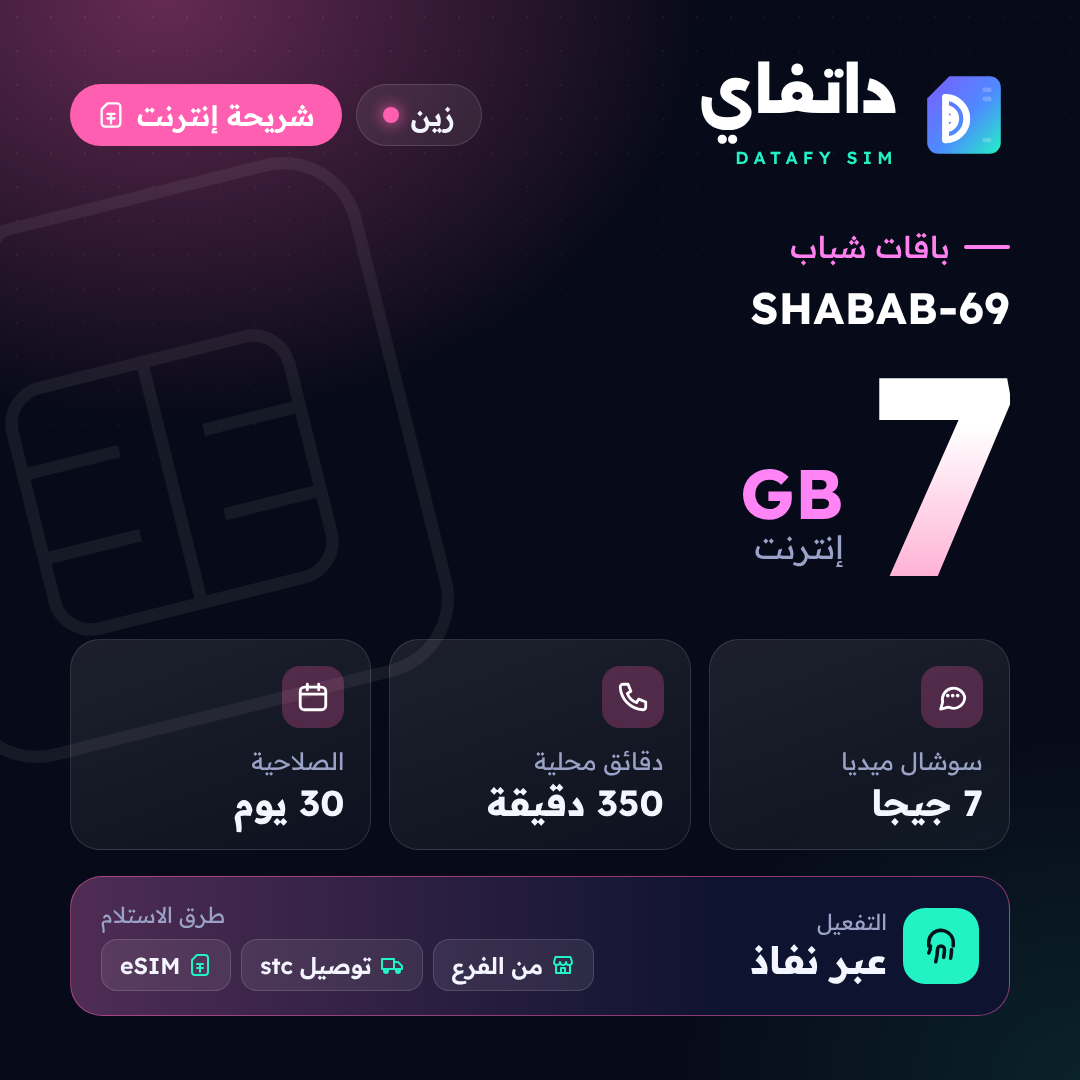 داتفاي
DATAFY SIM
زين
شريحة إنترنت
باقات شباب
SHABAB-69
7
GB
إنترنت
سوشال ميديا
7 جيجا
دقائق محلية
350 دقيقة
الصلاحية
30 يوم
التفعيل
عبر نفاذ
طرق الاستلام
من الفرع
توصيل stc
eSIM